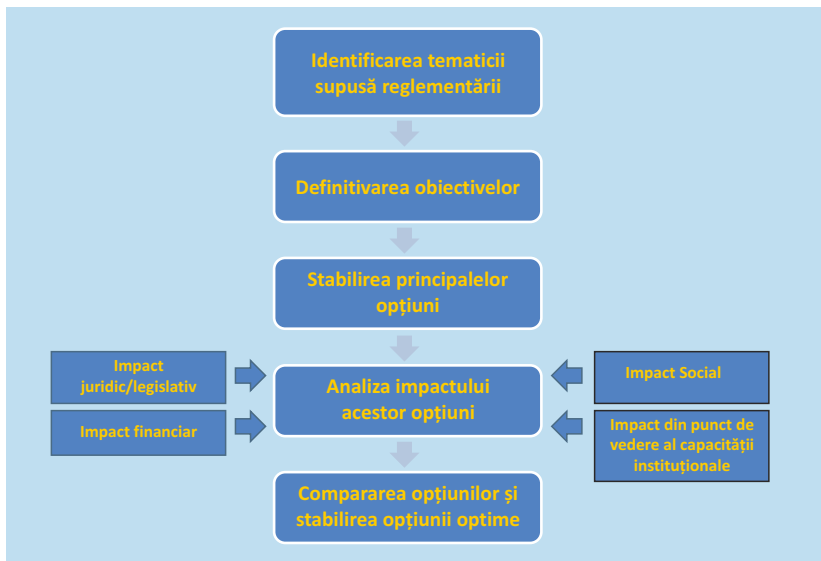 Identificarea tematicii
supusă reglementării
Definitivarea obiectivelor
Stabilirea principalelor
opțiuni
Impact
juridic/legislativ
Impact financiar
Analiza impactului
acestor opțiuni
Impact Social
Impact din punct de
vedere al capacității
instituționale
Compararea opțiunilor și
stabilirea opțiunii optime